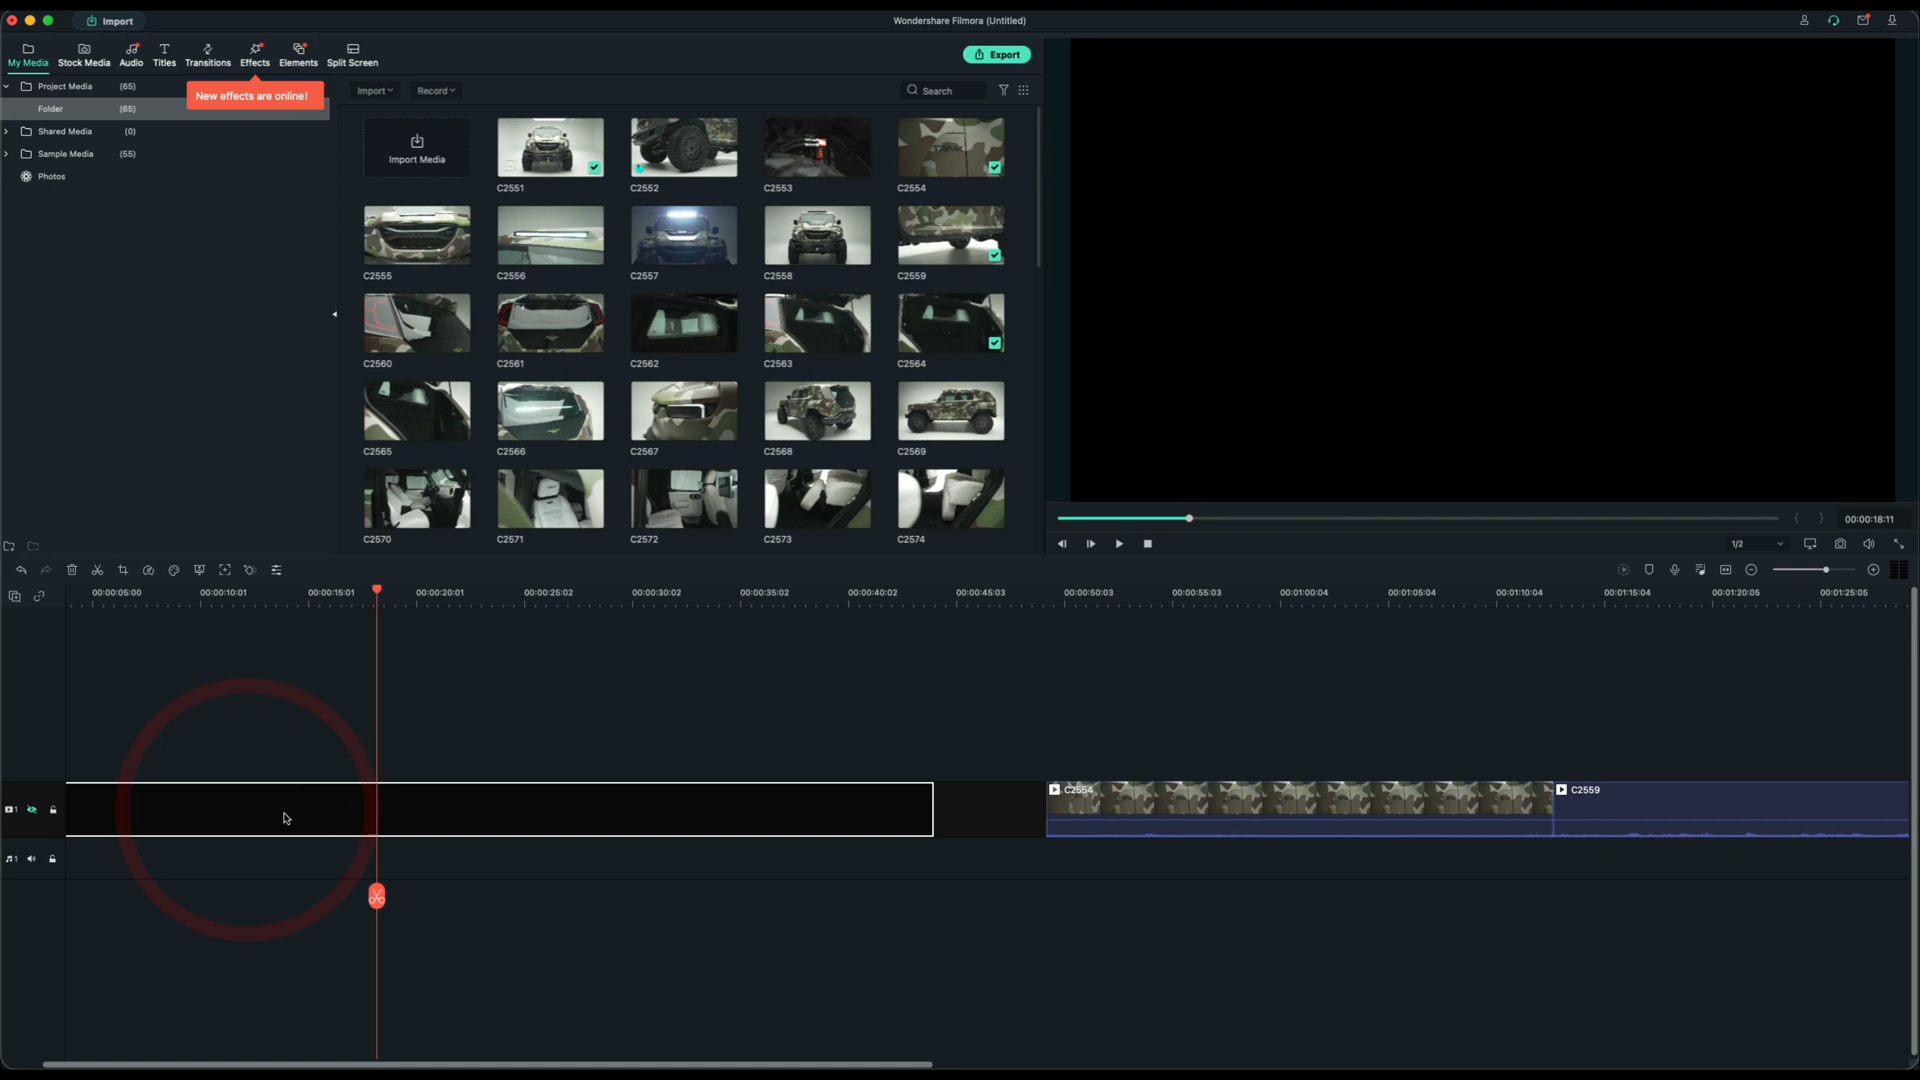 Import
Wondershare Filmora (Untitled)
My Media
Stock Media
Audio
Titles
Transitions
Effects
Elements
Split Screen
Export
Project Media (65)
Folder (65)
Shared Media (0)
Sample Media (55)
Photos
New effects are online!
Import
Record
Search
Import Media
C2551
C2552
C2553
C2554
C2555
C2556
C2557
C2558
C2559
C2560
C2561
C2562
C2563
C2564
C2565
C2566
C2567
C2568
C2569
C2570
C2571
C2572
C2573
C2574
00:00:18:11
1/2
00:00:05:00
00:00:10:01
00:00:15:01
00:00:20:01
00:00:25:02
00:00:30:02
00:00:35:02
00:00:40:02
00:00:45:03
00:00:50:03
00:00:55:03
00:01:00:04
00:01:05:04
00:01:10:04
00:01:15:04
00:01:20:05
00:01:25:05
1
C2554
C2559
1